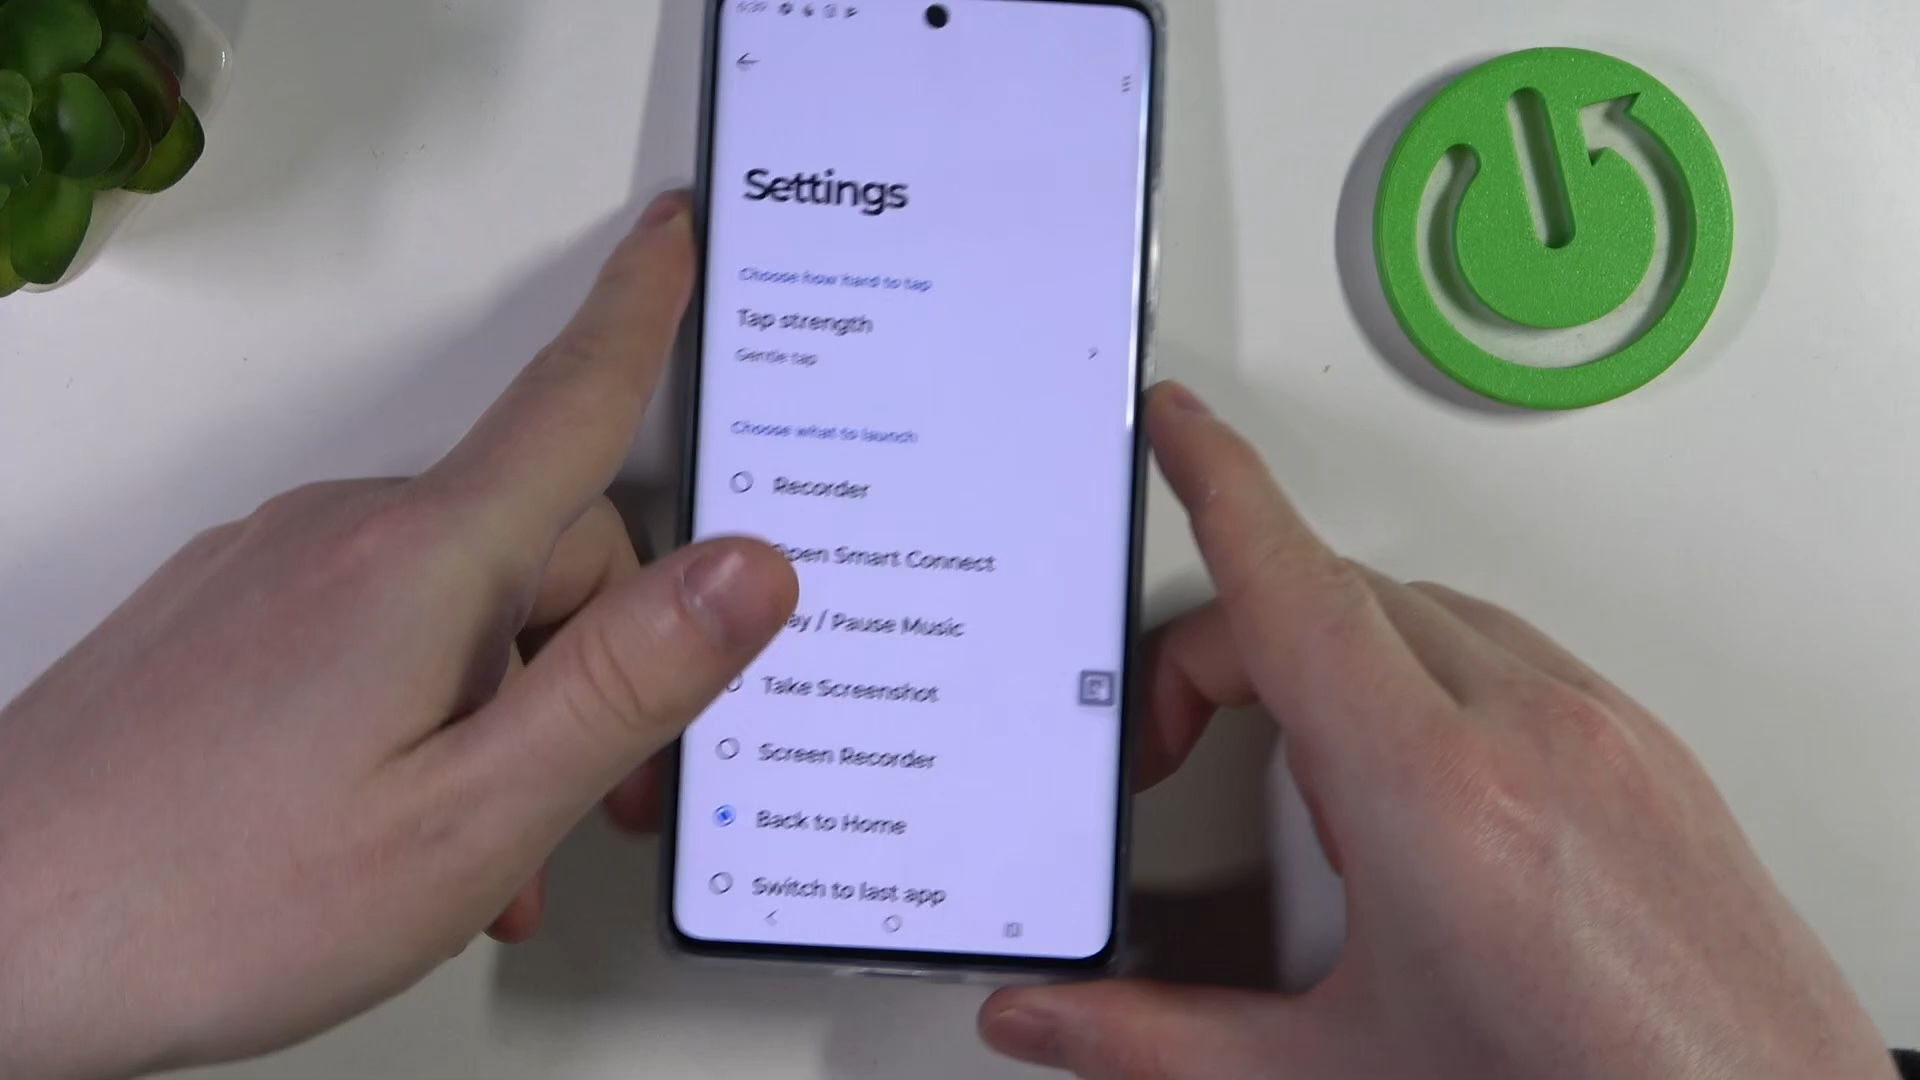 Settings
Choose how hard to tap
Tap strength
Gentle tap
Choose what to launch
Recorder
Open Smart Connect
ay / Pause Music
Take Screenshot
Screen Recorder
Back to Home
Switch to last app